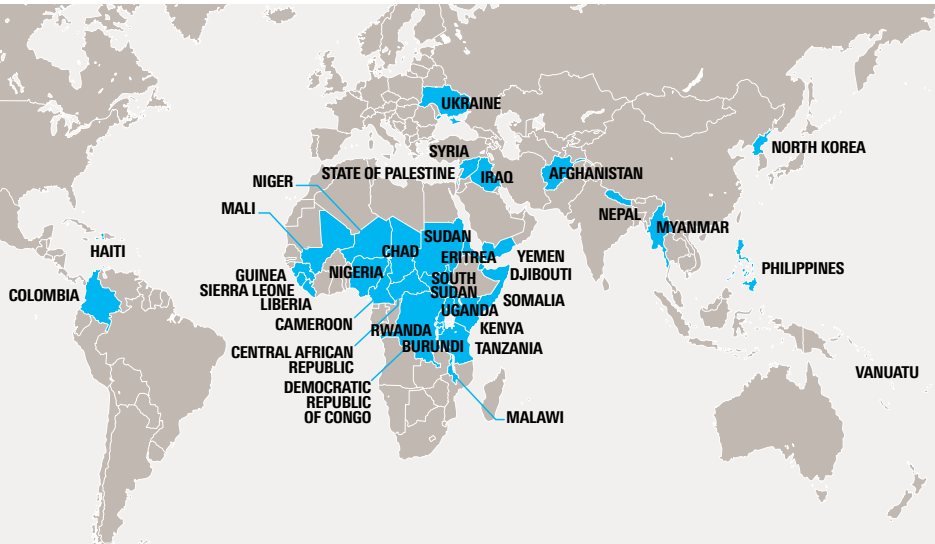 UKRAINE
SYRIA
NORTH KOREA
STATE OF PALESTINE
IRAQ
AFGHANISTAN
NIGER
MALI
NEPAL
MYANMAR
SUDAN
CHAD
ERITREA
YEMEN
HAITI
DJIBOUTI
PHILIPPINES
GUINEA
NIGERIA
SOUTH
SUDAN
COLOMBIA
SIERRA LEONE
LIBERIA
SOMALIA
UGANDA
CAMEROON
RWANDA
KENYA
BURUNDI
TANZANIA
CENTRAL AFRICAN
REPUBLIC
VANUATU
DEMOCRATIC
REPUBLIC
OF CONGO
MALAWI